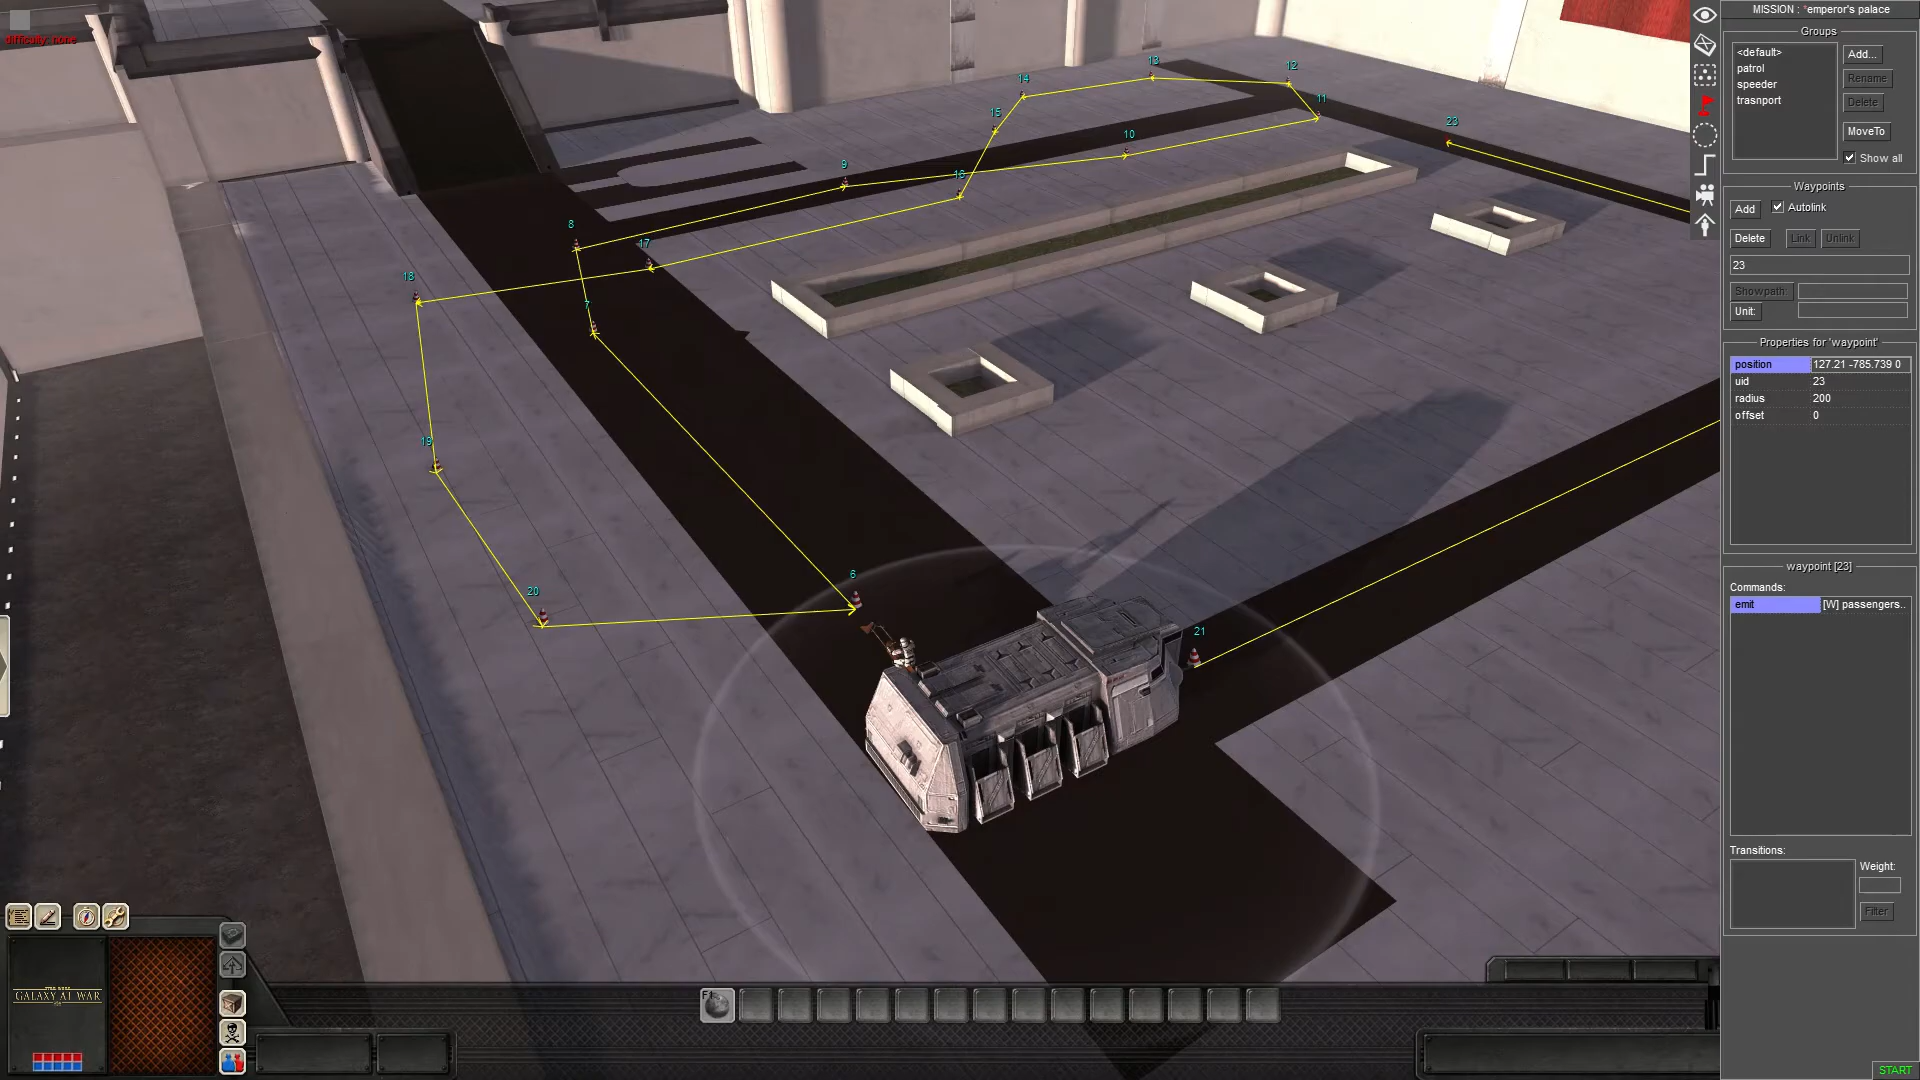 MISSION : *emperor's palace
difficulty: none
Groups
<default>
patrol
speeder
trasnport
Add...
Rename
Delete
MoveTo
Show all
Waypoints
Add
Autolink
Delete
Link
Unlink
23
Showpath:
Unit:
Properties for 'waypoint'
position 127.21 -785.739 0
uid 23
radius 200
offset 0
waypoint [23]
Commands:
emit [W] passengers..
Transitions:
Weight:
Filter
START
13
12
14
11
15
23
10
9
16
8
17
18
7
19
6
20
21
STAR WARS
GALAXY AT WAR
F1